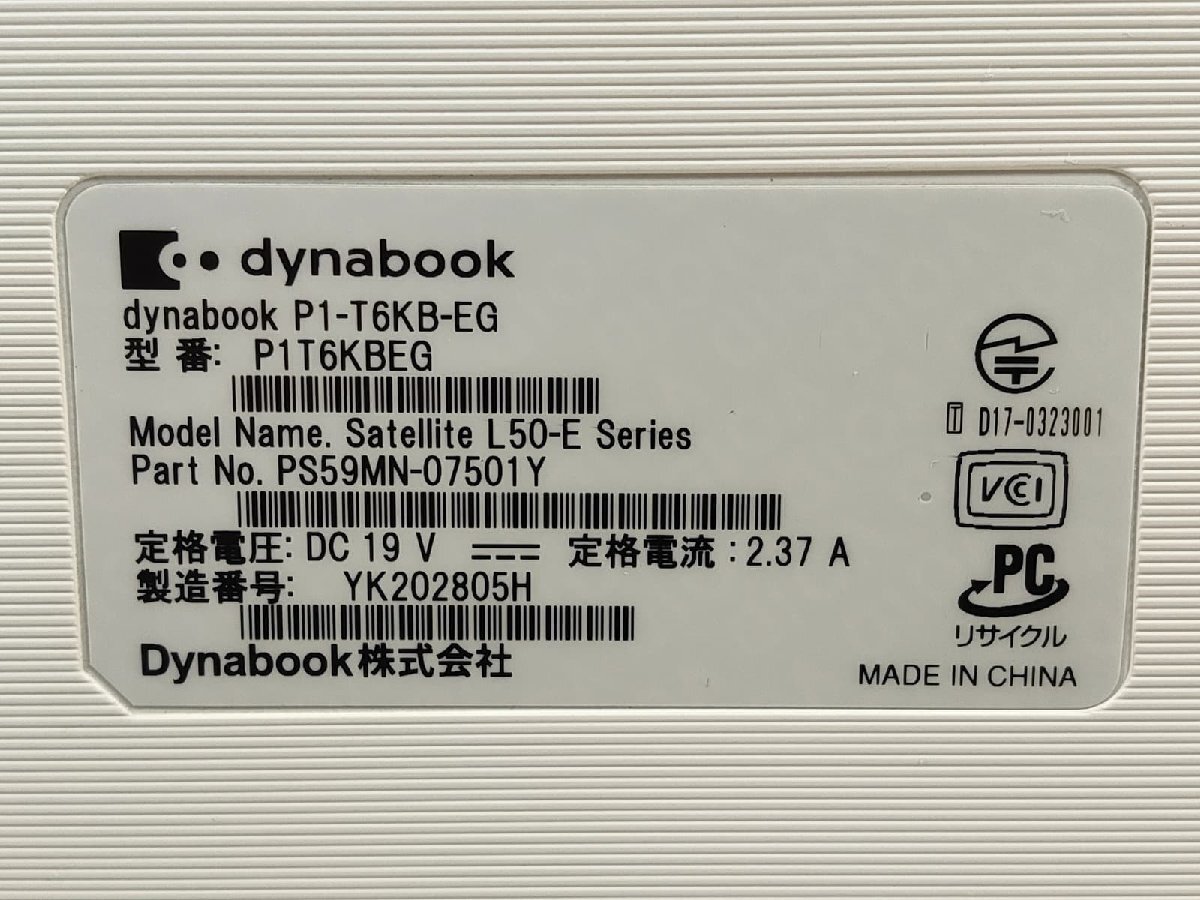 dynabook
dynabook P1-T6KB-EG
型 番: P1T6KBEG
Model Name. Satellite L50-E Series
Part No. PS59MN-07501Y
定格電圧: DC 19 V ⎓ 定格電流 : 2.37 A
製造番号: YK202805H
Dynabook株式会社
T D17-0323001
VCCI
PC
リサイクル
MADE IN CHINA